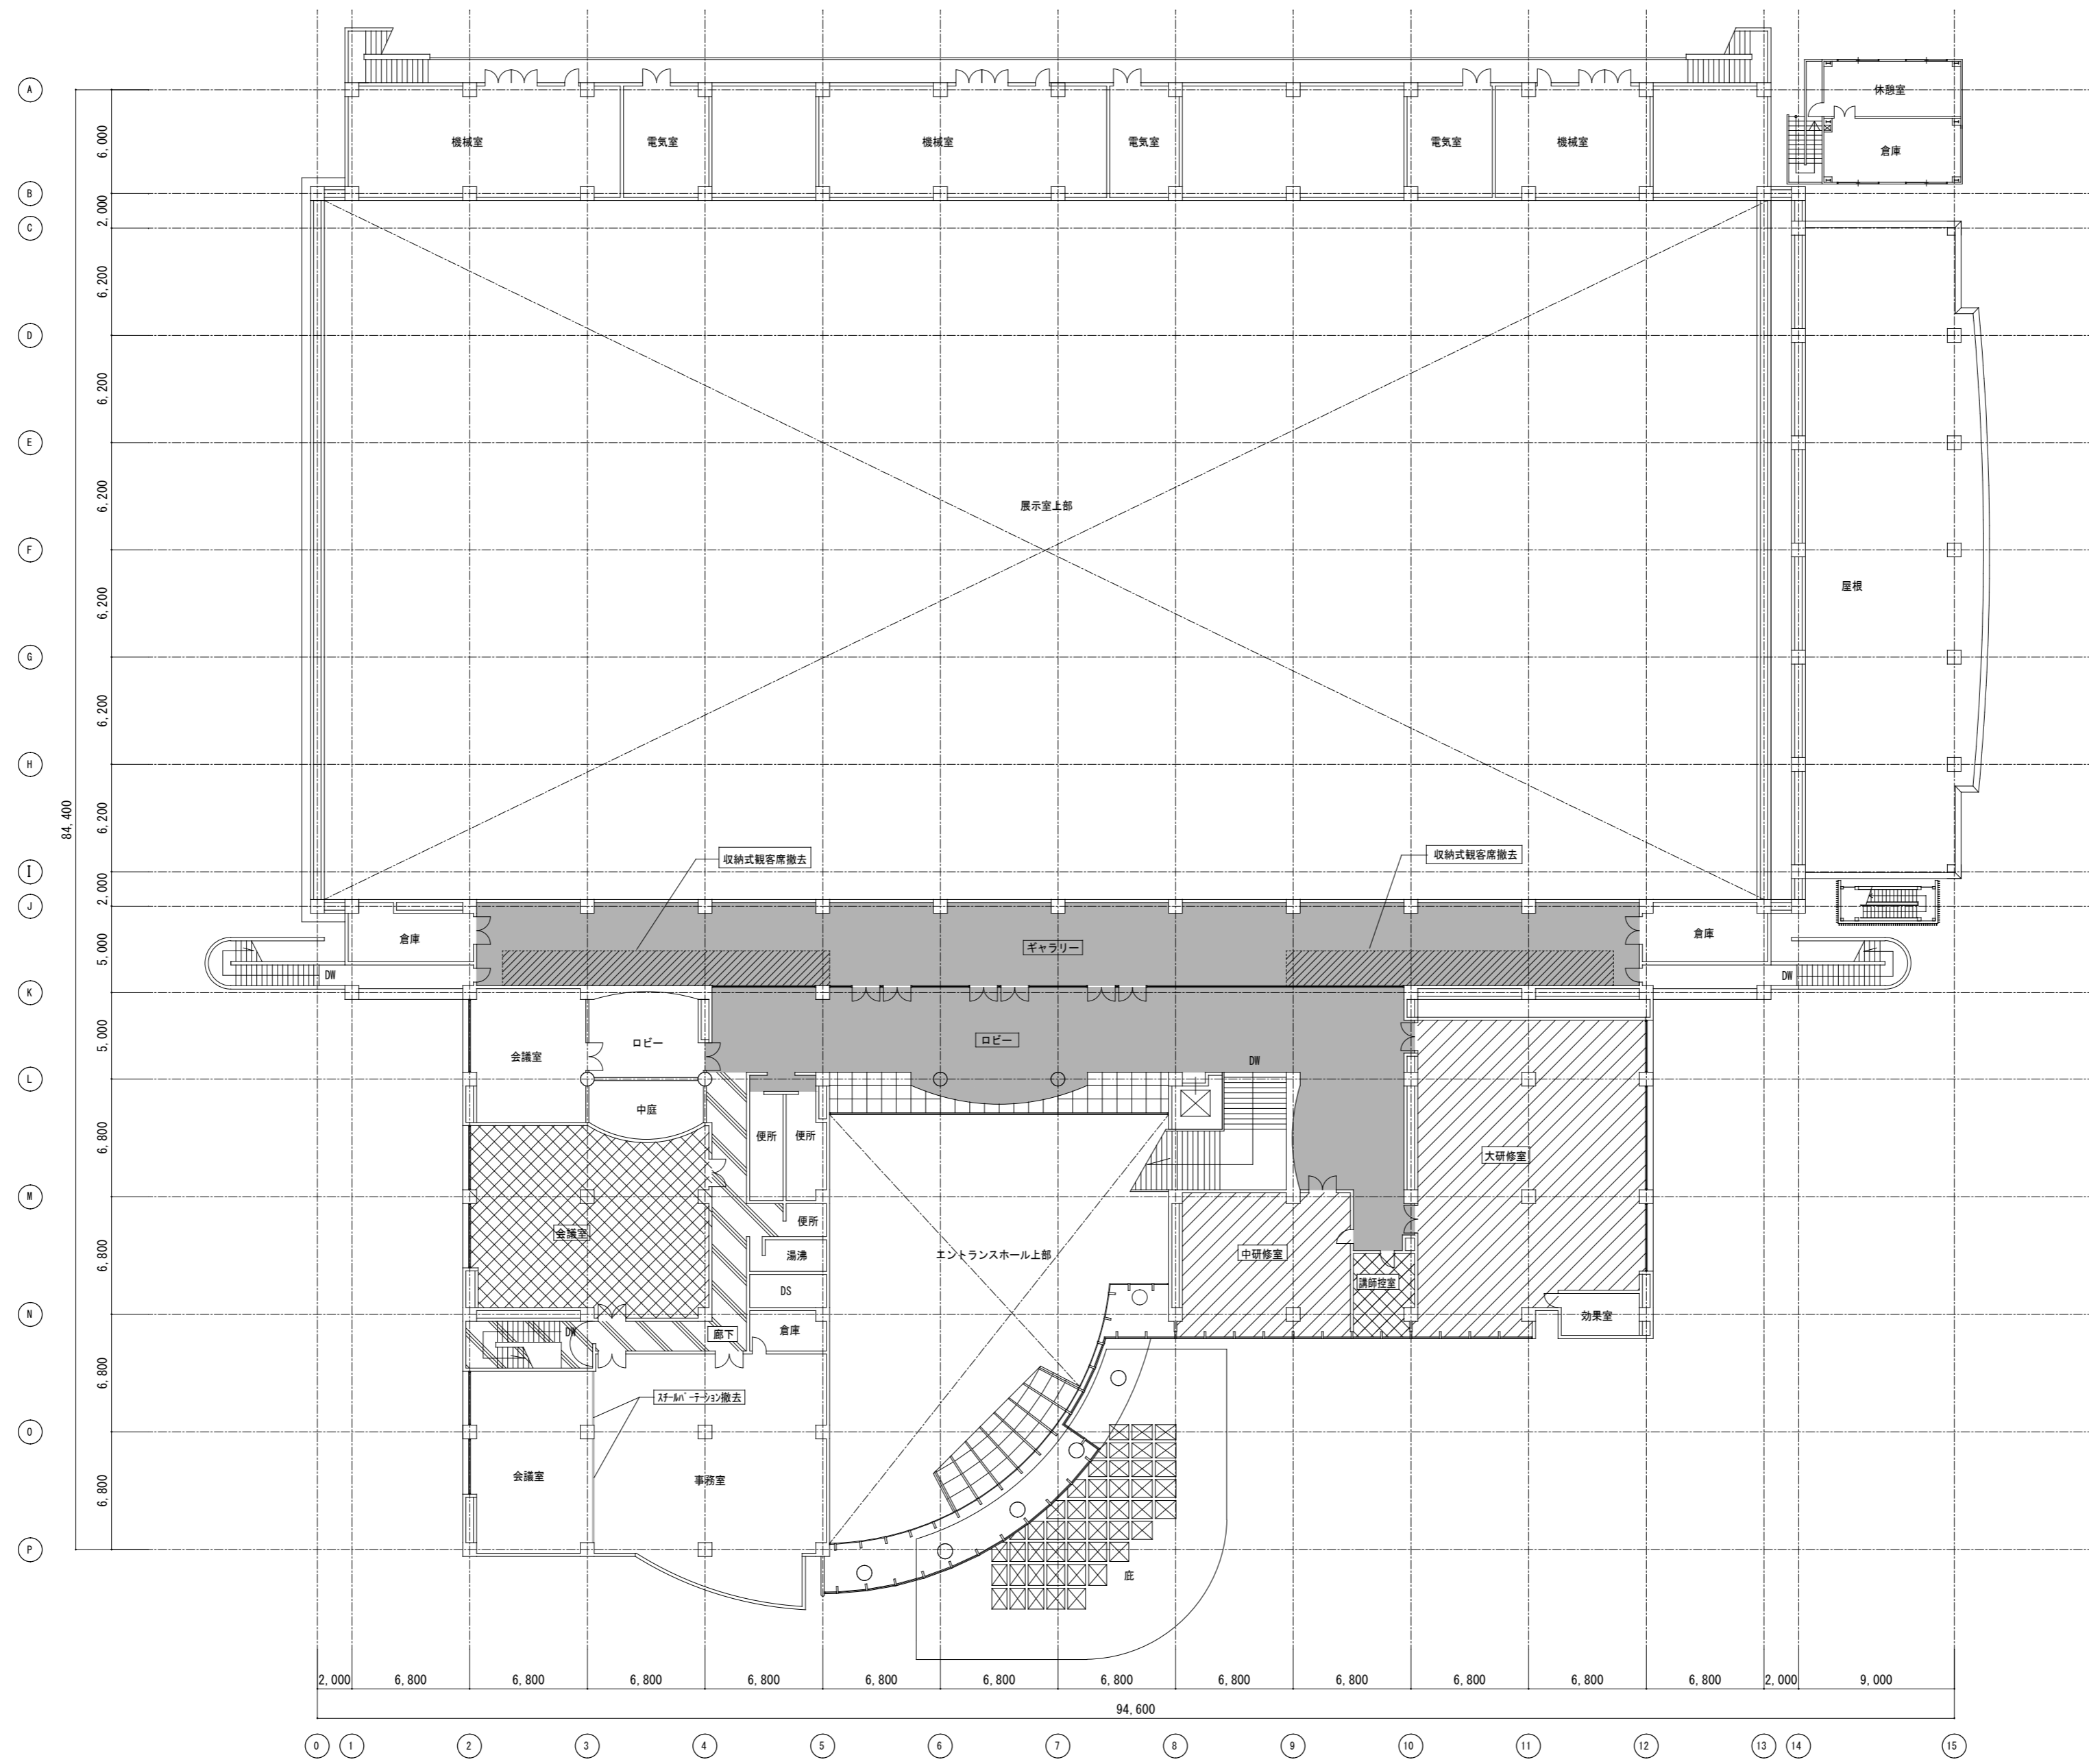 A
休憩室
機械室 電気室 機械室 電気室 電気室 機械室
6,000
倉庫
B
2,000
C
6,200
D
6,200
E
6,200
展示室上部
F
屋根
6,200
G
6,200
H
84,400
6,200
収納式観客席撤去 収納式観客席撤去
I
2,000
J
倉庫 ギャラリー 倉庫
5,000
DW DW
K
5,000
会議室 ロビー ロビー DW
L
中庭
便所 便所
6,800
大研修室
M
会議室 便所
湯沸 エントランスホール上部 中研修室
6,800
DS 講師控室
N
DW 廊下 倉庫 効果室
6,800
スチールパーテーション撤去
O
会議室 事務室
6,800
P
庇
2,000 6,800 6,800 6,800 6,800 6,800 6,800 6,800 6,800 6,800 6,800 6,800 6,800 2,000 9,000
94,600
0 1 2 3 4 5 6 7 8 9 10 11 12 13 14 15